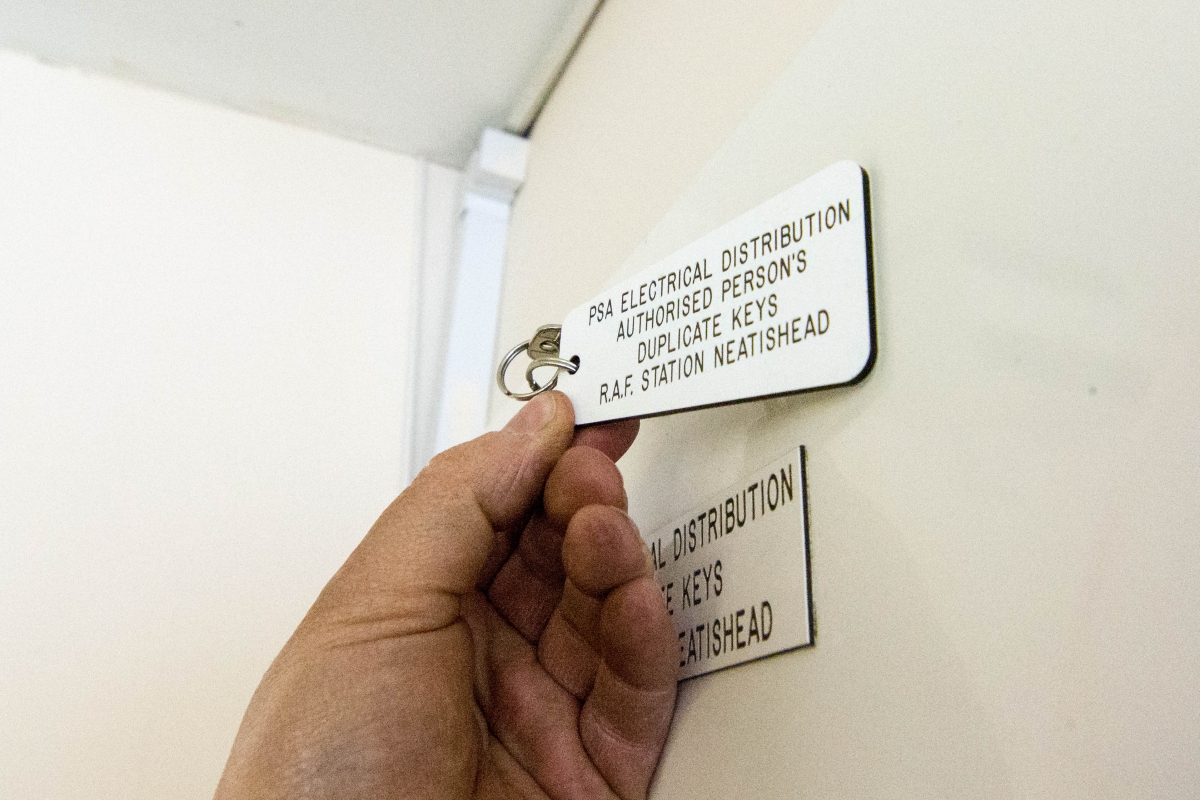 PSA ELECTRICAL DISTRIBUTION
AUTHORISED PERSON'S
DUPLICATE KEYS
R.A.F. STATION NEATISHEAD
AL DISTRIBUTION
E KEYS
EATISHEAD